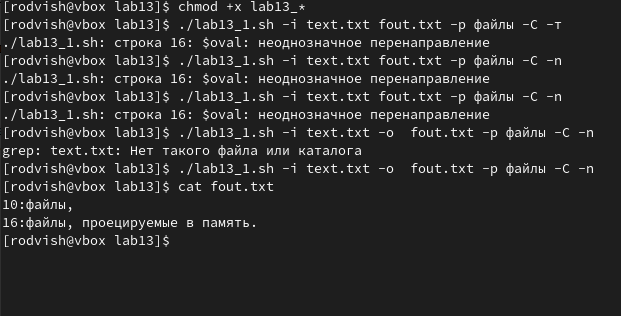 [rodvish@vbox lab13]$ chmod +x lab13_*
[rodvish@vbox lab13]$ ./lab13_1.sh -i text.txt fout.txt -p файлы -C -т
./lab13_1.sh: строка 16: $oval: неоднозначное перенаправление
[rodvish@vbox lab13]$ ./lab13_1.sh -i text.txt fout.txt -p файлы -C -n
./lab13_1.sh: строка 16: $oval: неоднозначное перенаправление
[rodvish@vbox lab13]$ ./lab13_1.sh -i text.txt fout.txt -p файлы -C -n
./lab13_1.sh: строка 16: $oval: неоднозначное перенаправление
[rodvish@vbox lab13]$ ./lab13_1.sh -i text.txt -o  fout.txt -p файлы -C -n
grep: text.txt: Нет такого файла или каталога
[rodvish@vbox lab13]$ ./lab13_1.sh -i text.txt -o  fout.txt -p файлы -C -n
[rodvish@vbox lab13]$ cat fout.txt
10:файлы,
16:файлы, проецируемые в память.
[rodvish@vbox lab13]$